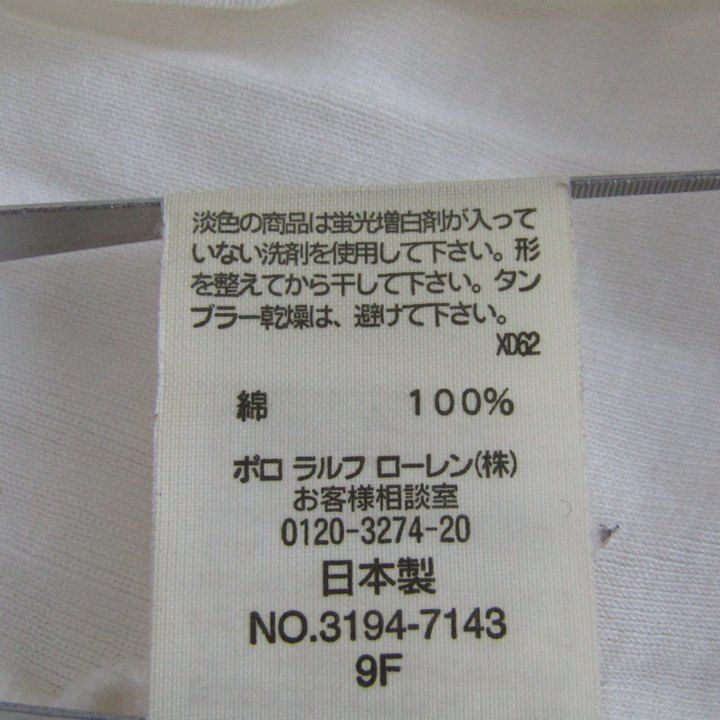 淡色の商品は蛍光増白剤が入って
いない洗剤を使用して下さい。形
を整えてから干して下さい。タン
ブラー乾燥は、避けて下さい。
XD62
綿 100%
ポロ ラルフ ローレン(株)
お客様相談室
0120-3274-20
日本製
NO.3194-7143
9F